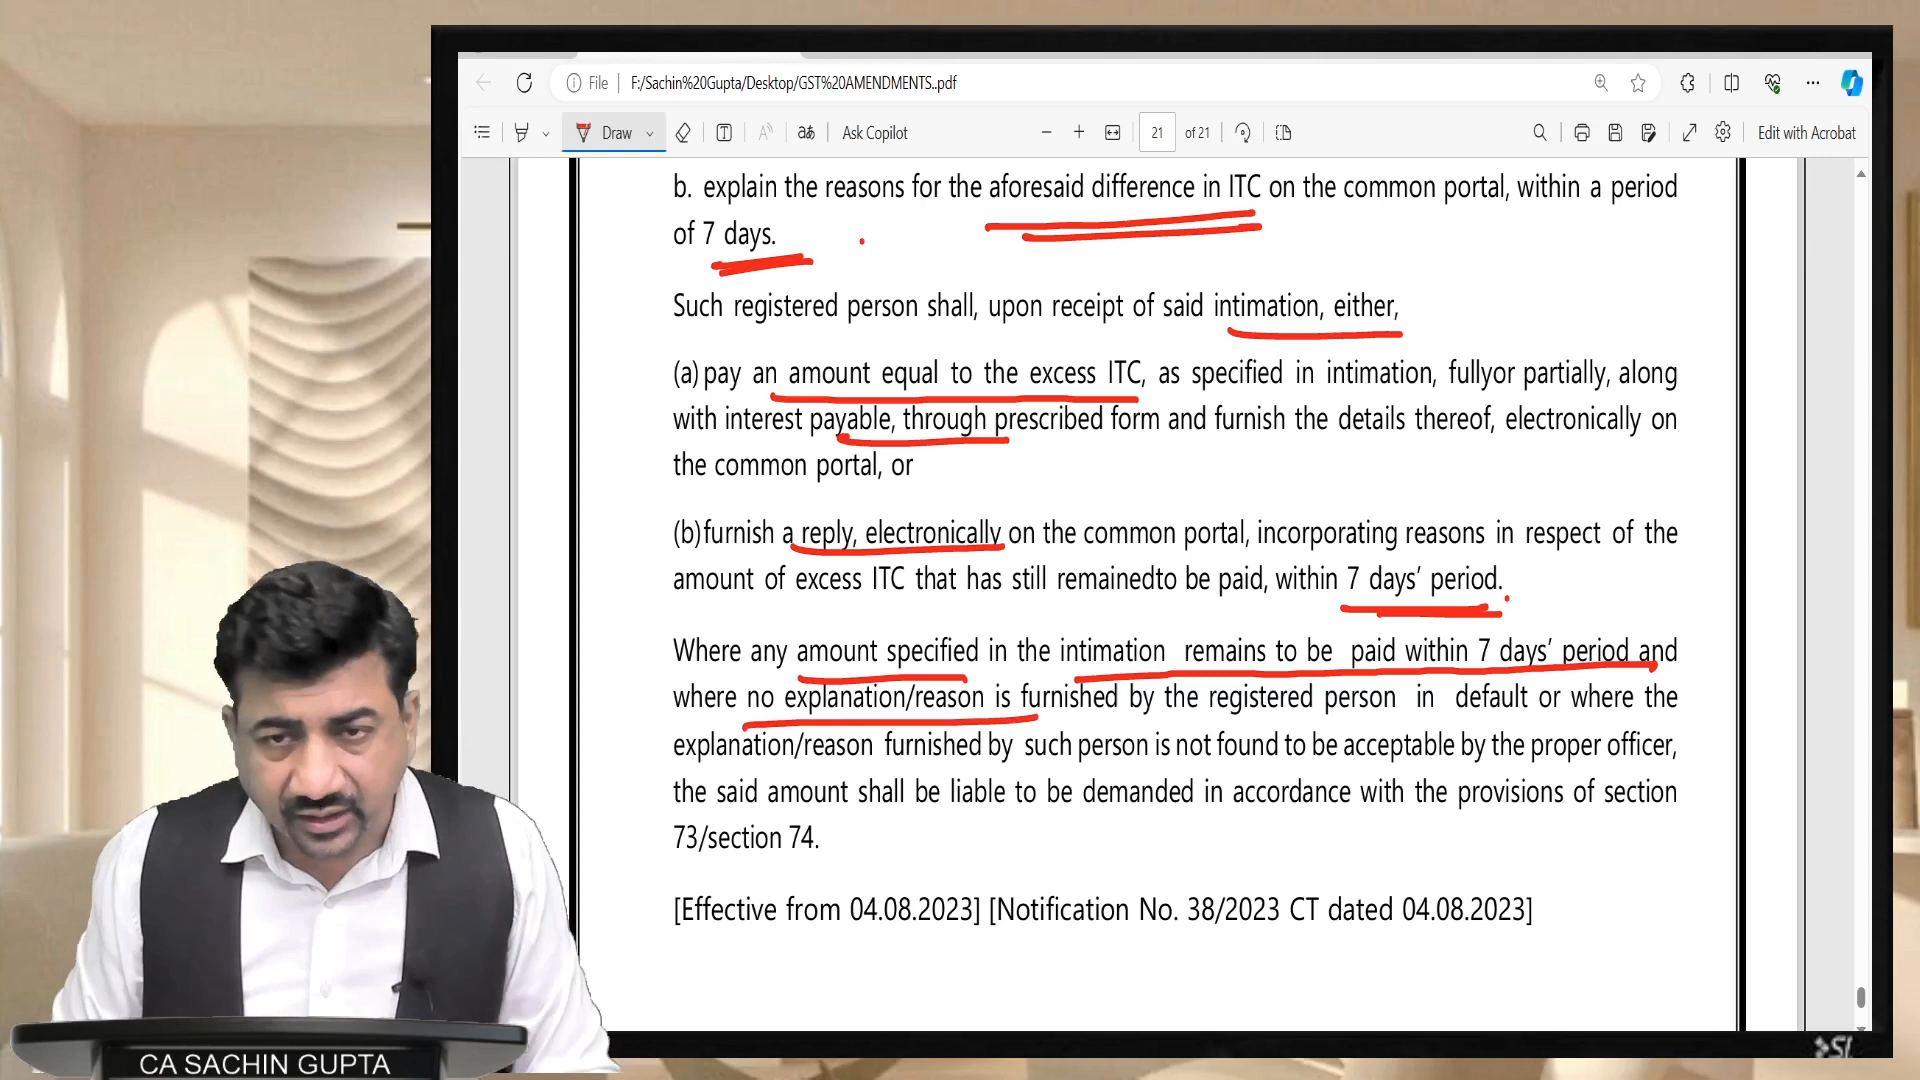 File F:/Sachin%20Gupta/Desktop/GST%20AMENDMENTS..pdf
Draw Ask Copilot 21 of 21 Edit with Acrobat
b. explain the reasons for the aforesaid difference in ITC on the common portal, within a period
of 7 days.
Such registered person shall, upon receipt of said intimation, either,
(a) pay an amount equal to the excess ITC, as specified in intimation, fullyor partially, along
with interest payable, through prescribed form and furnish the details thereof, electronically on
the common portal, or
(b)furnish a reply, electronically on the common portal, incorporating reasons in respect of the
amount of excess ITC that has still remainedto be paid, within 7 days’ period.
Where any amount specified in the intimation remains to be paid within 7 days’ period and
where no explanation/reason is furnished by the registered person in default or where the
explanation/reason furnished by such person is not found to be acceptable by the proper officer,
the said amount shall be liable to be demanded in accordance with the provisions of section
73/section 74.
[Effective from 04.08.2023] [Notification No. 38/2023 CT dated 04.08.2023]
CA SACHIN GUPTA